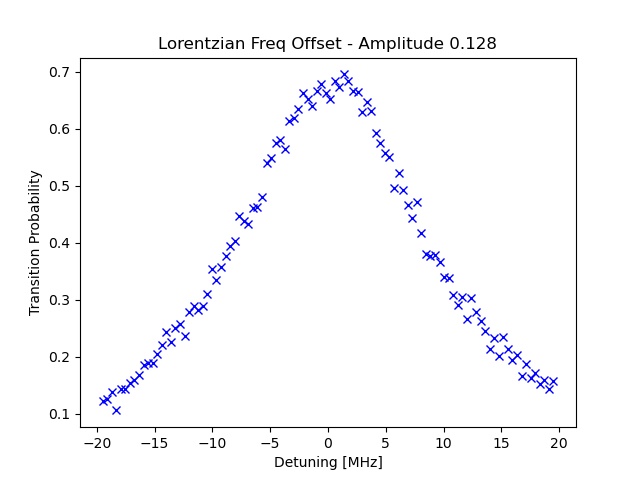 Lorentzian Freq Offset - Amplitude 0.128
0.7
0.6
0.5
0.4
0.3
0.2
0.1
Transition Probability
−20 −15 −10 −5 0 5 10 15 20
Detuning [MHz]